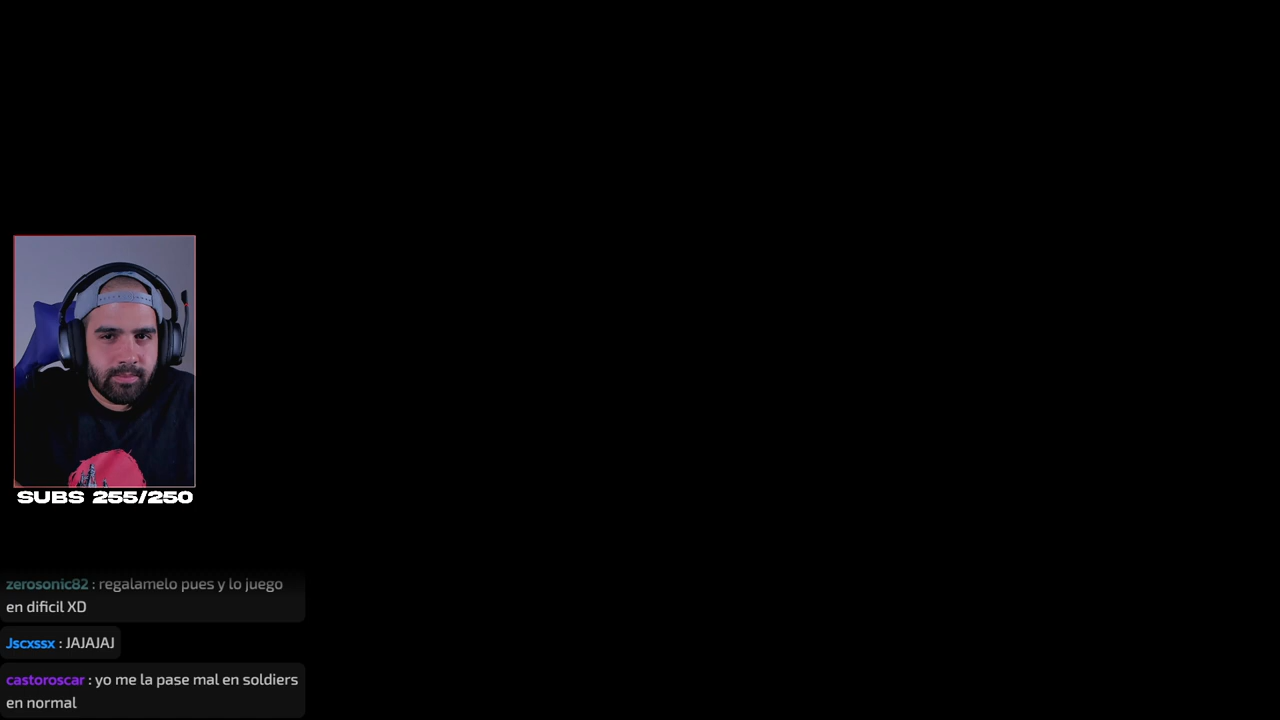 SUBS 255/250
zerosonic82 : regalamelo pues y lo juego
en dificil XD
Jscxssx : JAJAJAJ
castoroscar : yo me la pase mal en soldiers
en normal